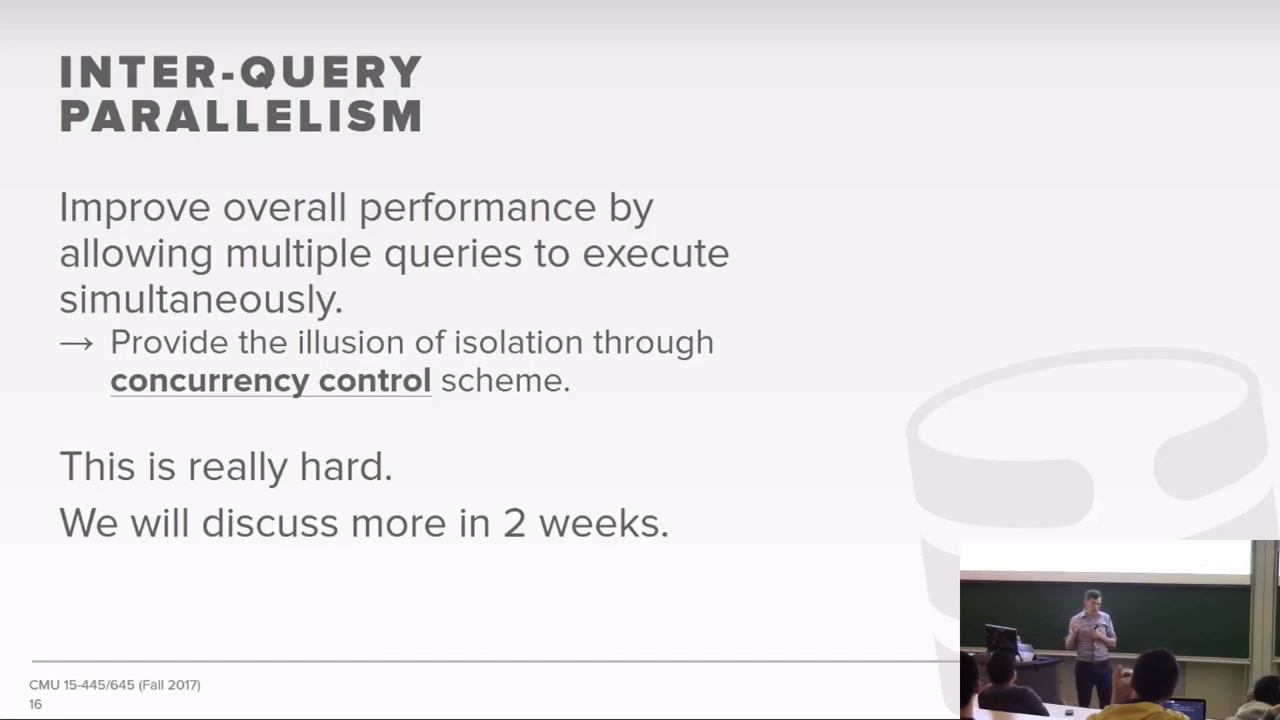 INTER-QUERY
PARALLELISM
Improve overall performance by
allowing multiple queries to execute
simultaneously.
→ Provide the illusion of isolation through
concurrency control scheme.
This is really hard.
We will discuss more in 2 weeks.
CMU 15-445/645 (Fall 2017)
16